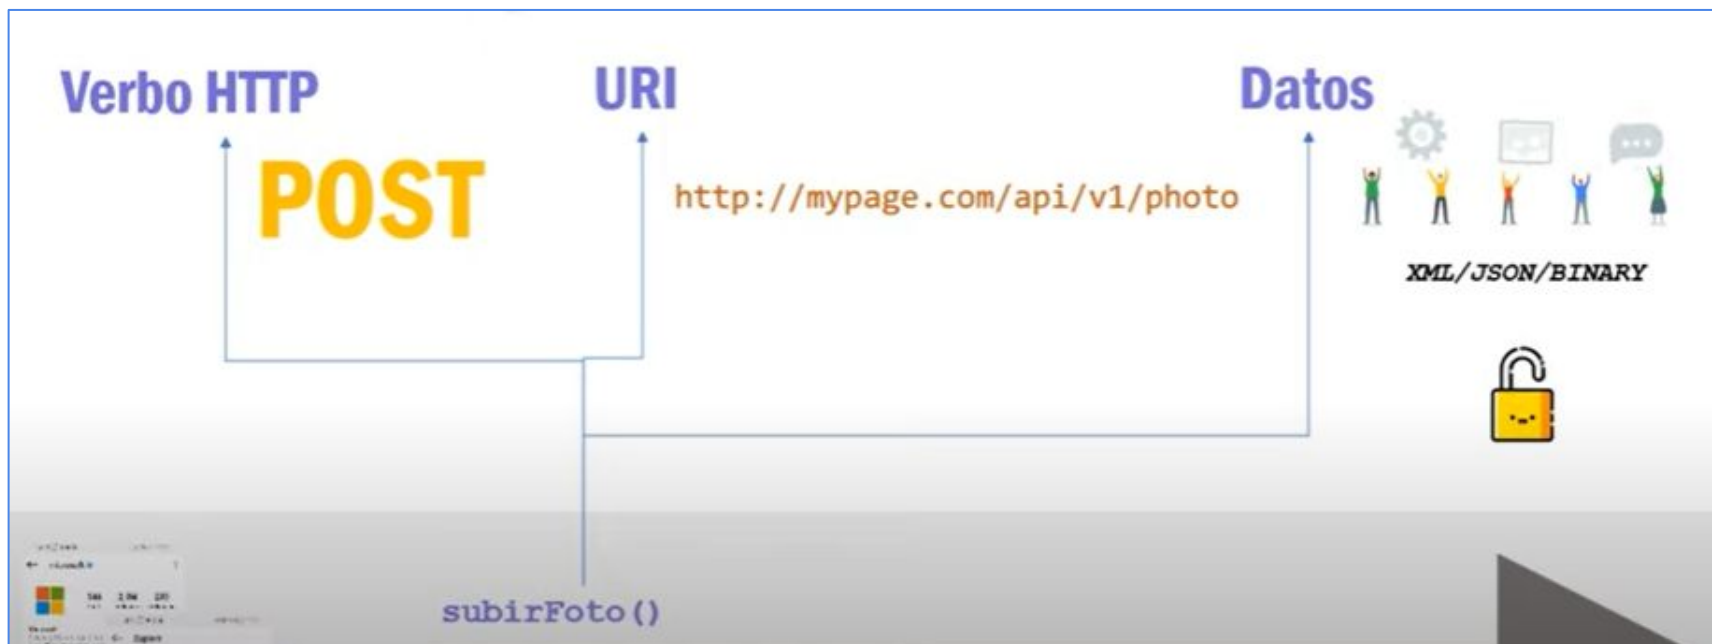 Verbo HTTP
URI
Datos
POST
http://mypage.com/api/v1/photo
XML/JSON/BINARY
subirFoto()